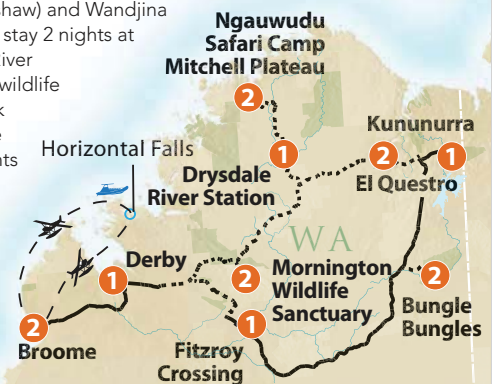 shaw) and Wandjina
stay 2 nights at
River
wildlife
Ngauwudu
Safari Camp
Mitchell Plateau
2
Kununurra
1
2
1
El Questro
Horizontal Falls
Drysdale
River Station
WA
Derby
1
2
Mornington
Wildlife
Sanctuary
2
Bungle
Bungles
2
Broome
1
Fitzroy
Crossing